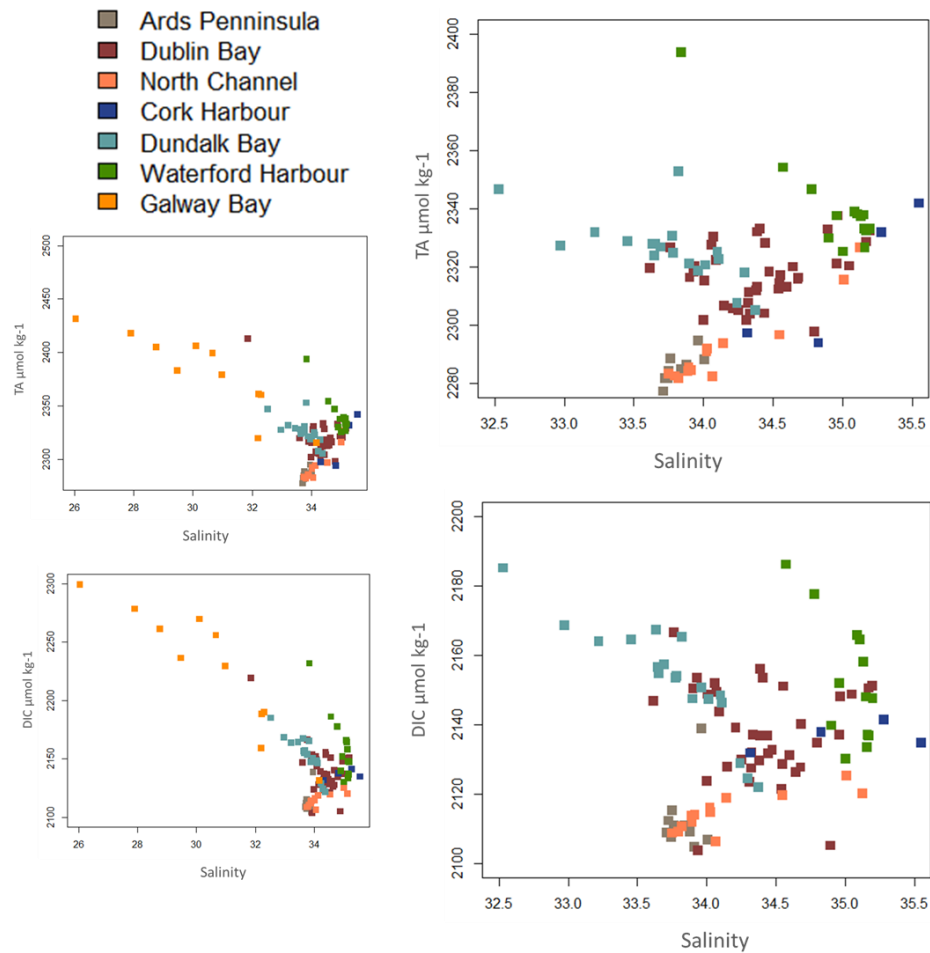 Ards Penninsula
Dublin Bay
North Channel
Cork Harbour
Dundalk Bay
Waterford Harbour
Galway Bay
TA µmol kg-1
2500
2450
2400
2350
2300
26 28 30 32 34
Salinity
DIC µmol kg-1
2300
2250
2200
2150
2100
26 28 30 32 34
Salinity
TA µmol kg-1
2400
2380
2360
2340
2320
2300
2280
32.5 33.0 33.5 34.0 34.5 35.0 35.5
Salinity
DIC µmol kg-1
2200
2180
2160
2140
2120
2100
32.5 33.0 33.5 34.0 34.5 35.0 35.5
Salinity